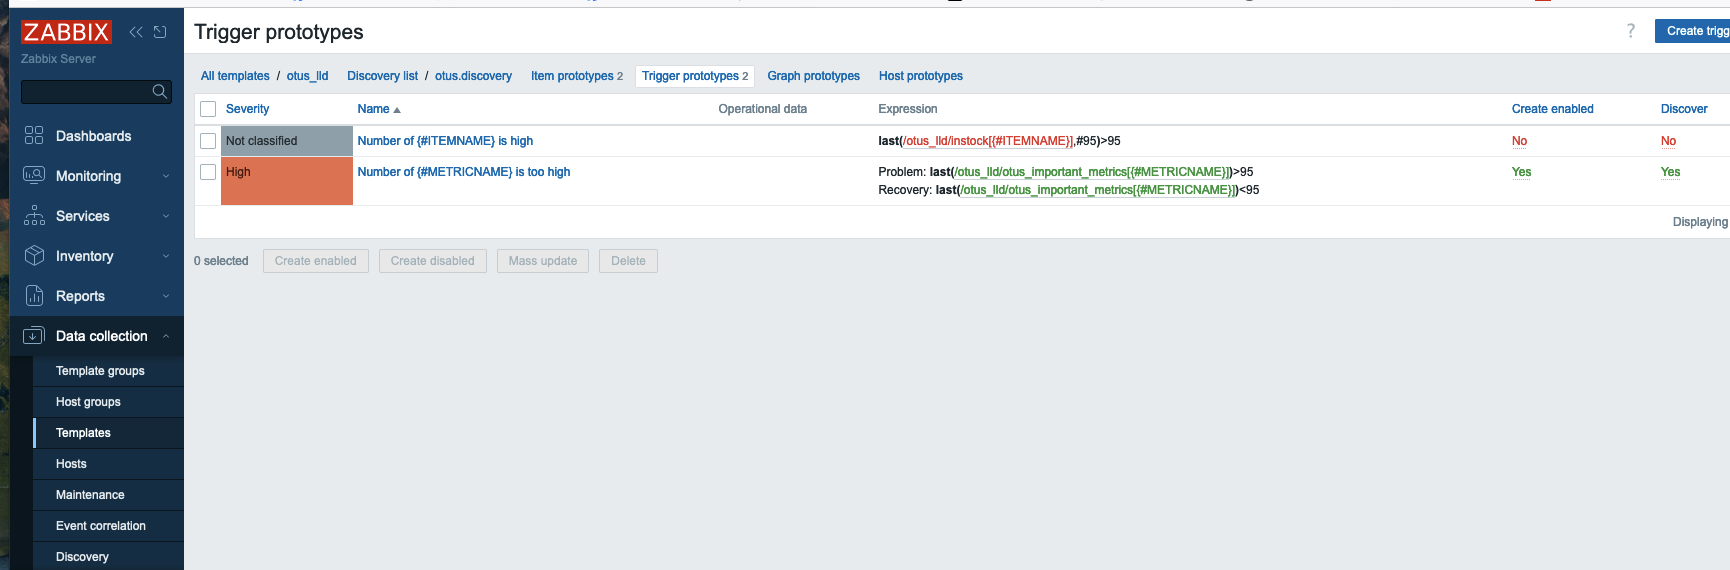 ZABBIX
Zabbix Server
Dashboards
Monitoring
Services
Inventory
Reports
Data collection
Template groups
Host groups
Templates
Hosts
Maintenance
Event correlation
Discovery
Trigger prototypes
? Create trigg
All templates / otus_lld Discovery list / otus.discovery Item prototypes 2 Trigger prototypes 2 Graph prototypes Host prototypes
Severity Name Operational data Expression Create enabled Discover
Not classified Number of {#ITEMNAME} is high last(/otus_lld/instock[{#ITEMNAME}],#95)>95 No No
High Number of {#METRICNAME} is too high Problem: last(/otus_lld/otus_important_metrics[{#METRICNAME}])>95 Yes Yes
Recovery: last(/otus_lld/otus_important_metrics[{#METRICNAME}])<95
Displaying
0 selected Create enabled Create disabled Mass update Delete